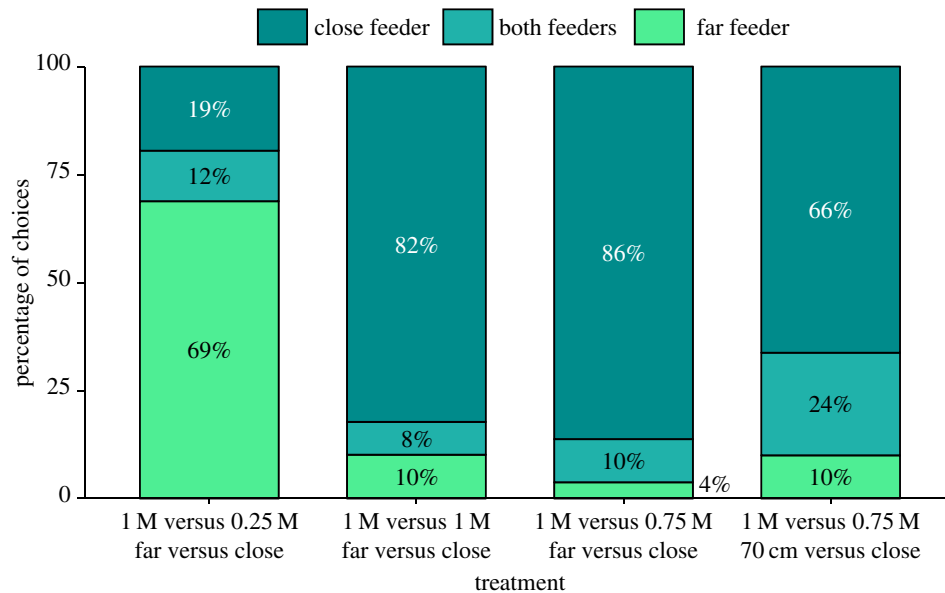 close feeder both feeders far feeder
100
75
50
25
0
percentage of choices
19%
12%
69%
82%
8%
10%
86%
10%
4%
66%
24%
10%
1 M versus 0.25 M
far versus close
1 M versus 1 M
far versus close
1 M versus 0.75 M
far versus close
1 M versus 0.75 M
70 cm versus close
treatment